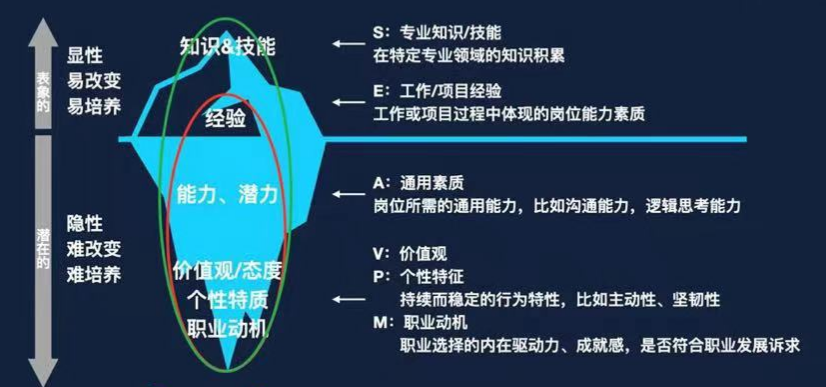 表象的
显性
易改变
易培养
潜在的
隐性
难改变
难培养
知识&技能
经验
能力、潜力
价值观/态度
个性特质
职业动机
S：专业知识/技能
在特定专业领域的知识积累
E：工作/项目经验
工作或项目过程中体现的岗位能力素质
A：通用素质
岗位所需的通用能力，比如沟通能力，逻辑思考能力
V：价值观
P：个性特征
持续而稳定的行为特性，比如主动性、坚韧性
M：职业动机
职业选择的内在驱动力、成就感，是否符合职业发展诉求